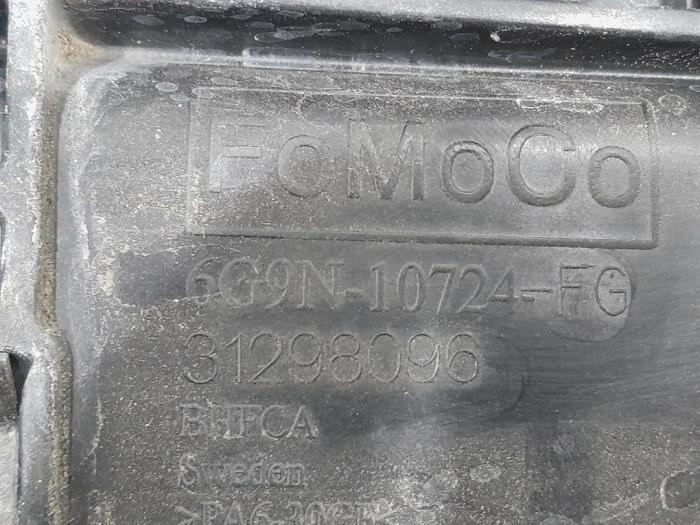 FoMoCo
6G9N-10724-FG
31298096
BHFCA
Sweden